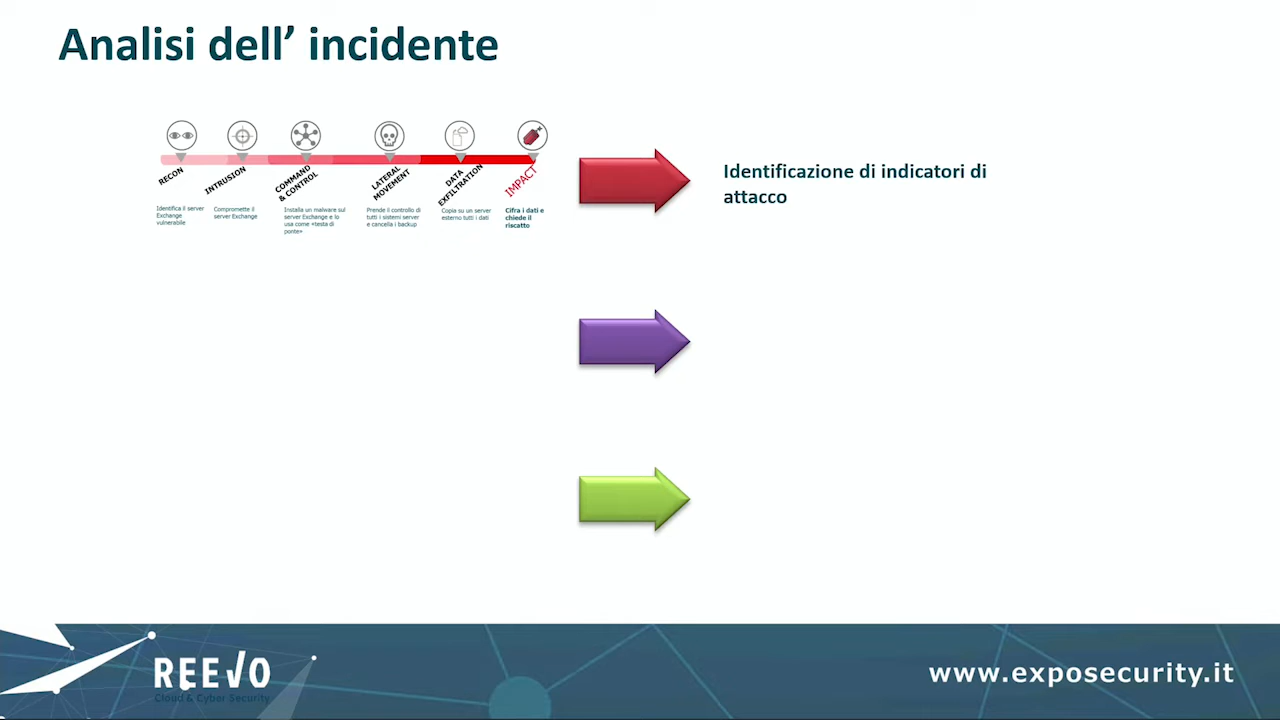 Analisi dell’ incidente
RECON
INTRUSION
COMMAND
& CONTROL
LATERAL
MOVEMENT
DATA
EXFILTRATION
IMPACT
Identifica il server
Exchange
vulnerabile
Compromette il
server Exchange
Installa un malware sul
server Exchange e lo
usa come «testa di
ponte»
Prende il controllo di
tutti i sistemi server
e cancella i backup
Copia su un server
esterno tutti i dati
Cifra i dati e
chiede il
riscatto
Identificazione di indicatori di
attacco
REEVO
Cloud & Cyber Security
www.exposecurity.it